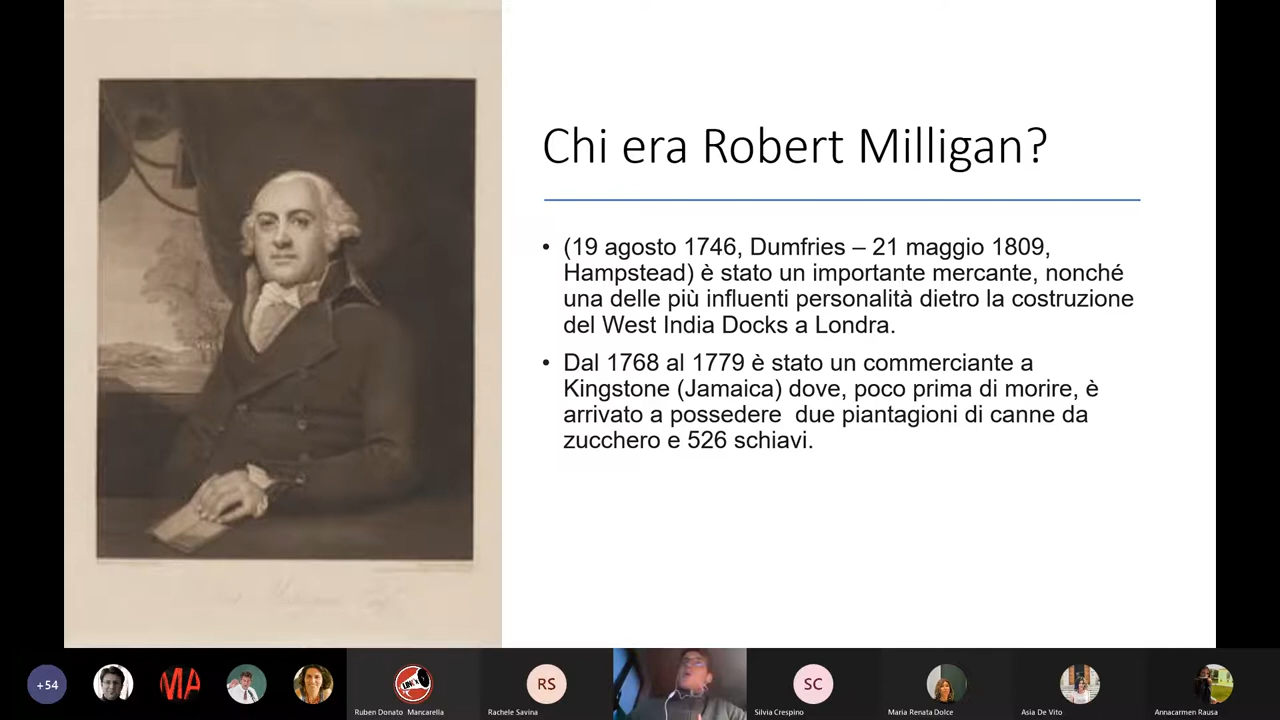 Chi era Robert Milligan?
• (19 agosto 1746, Dumfries – 21 maggio 1809,
Hampstead) è stato un importante mercante, nonché
una delle più influenti personalità dietro la costruzione
del West India Docks a Londra.
• Dal 1768 al 1779 è stato un commerciante a
Kingstone (Jamaica) dove, poco prima di morire, è
arrivato a possedere  due piantagioni di canne da
zucchero e 526 schiavi.
+54
MA
RS
SC
Ruben Donato Mancarella
Rachele Savina
Silvia Crespino
Maria Renata Dolce
Asia De Vito
Annacarmen Rausa